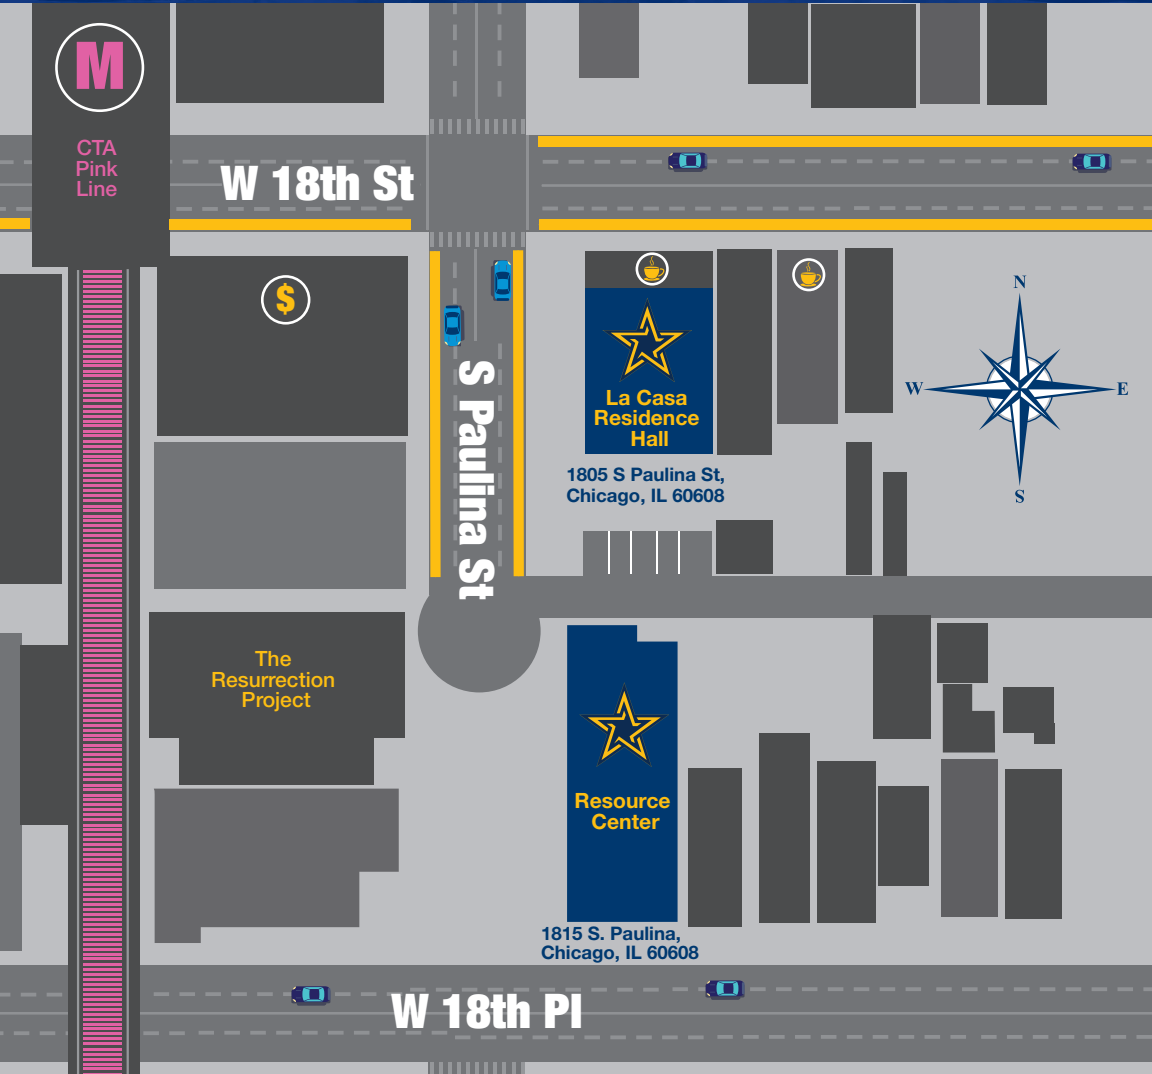 M
CTA
Pink
Line
W 18th St
$
S Paulina St
La Casa
Residence
Hall
1805 S Paulina St,
Chicago, IL 60608
N
W
E
S
The
Resurrection
Project
Resource
Center
1815 S. Paulina,
Chicago, IL 60608
W 18th Pl